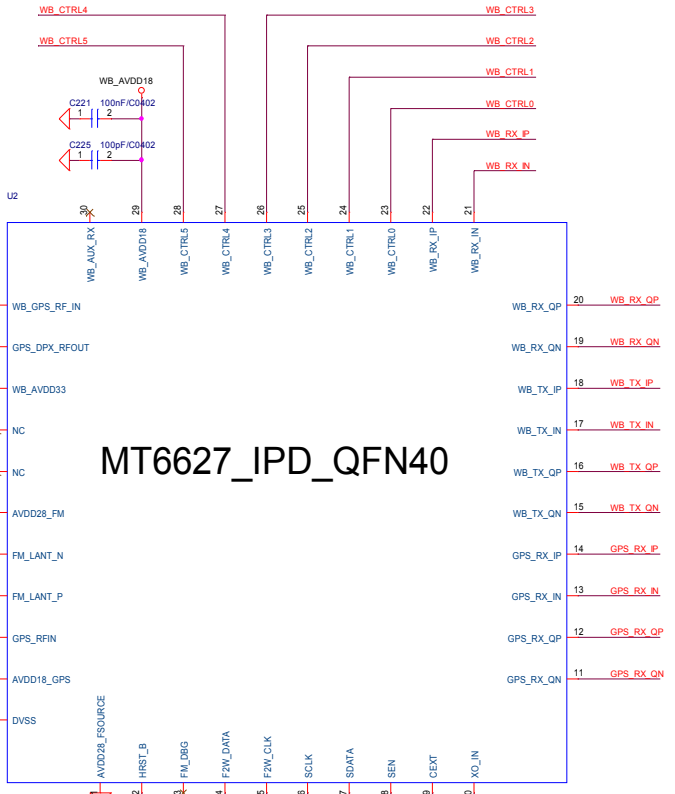 WB_CTRL4
WB_CTRL3
WB_CTRL5
WB_CTRL2
WB_CTRL1
WB_AVDD18
C221 100nF/C0402
1 2
WB_CTRL0
WB_RX_IP
C225 100pF/C0402
1 2
WB_RX_IN
U2
30 29 28 27 26 25 24 23 22 21
WB_AUX_RX
WB_AVDD18
WB_CTRL5
WB_CTRL4
WB_CTRL3
WB_CTRL2
WB_CTRL1
WB_CTRL0
WB_RX_IP
WB_RX_IN
WB_GPS_RF_IN
WB_RX_QP 20 WB_RX_QP
GPS_DPX_RFOUT
WB_RX_QN 19 WB_RX_QN
WB_AVDD33
WB_TX_IP 18 WB_TX_IP
NC
WB_TX_IN 17 WB_TX_IN
MT6627_IPD_QFN40
NC
WB_TX_QP 16 WB_TX_QP
AVDD28_FM
WB_TX_QN 15 WB_TX_QN
FM_LANT_N
GPS_RX_IP 14 GPS_RX_IP
FM_LANT_P
GPS_RX_IN 13 GPS_RX_IN
GPS_RFIN
GPS_RX_QP 12 GPS_RX_QP
AVDD18_GPS
GPS_RX_QN 11 GPS_RX_QN
DVSS
AVDD28_FSOURCE
HRST_B
FM_DBG
F2W_DATA
F2W_CLK
SCLK
SDATA
SEN
CEXT
XO_IN